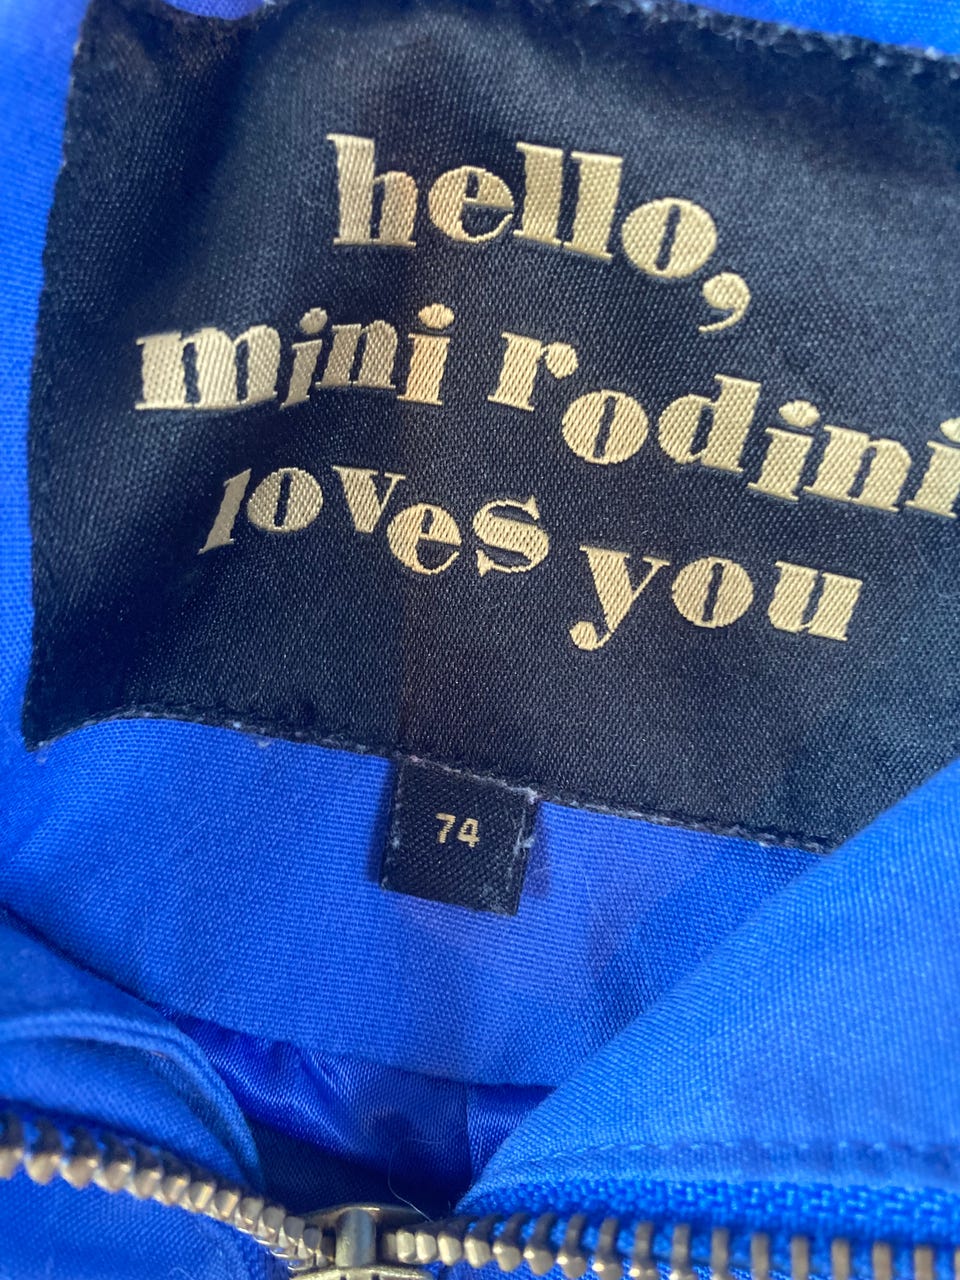 hello,
mini rodini
loves you
74